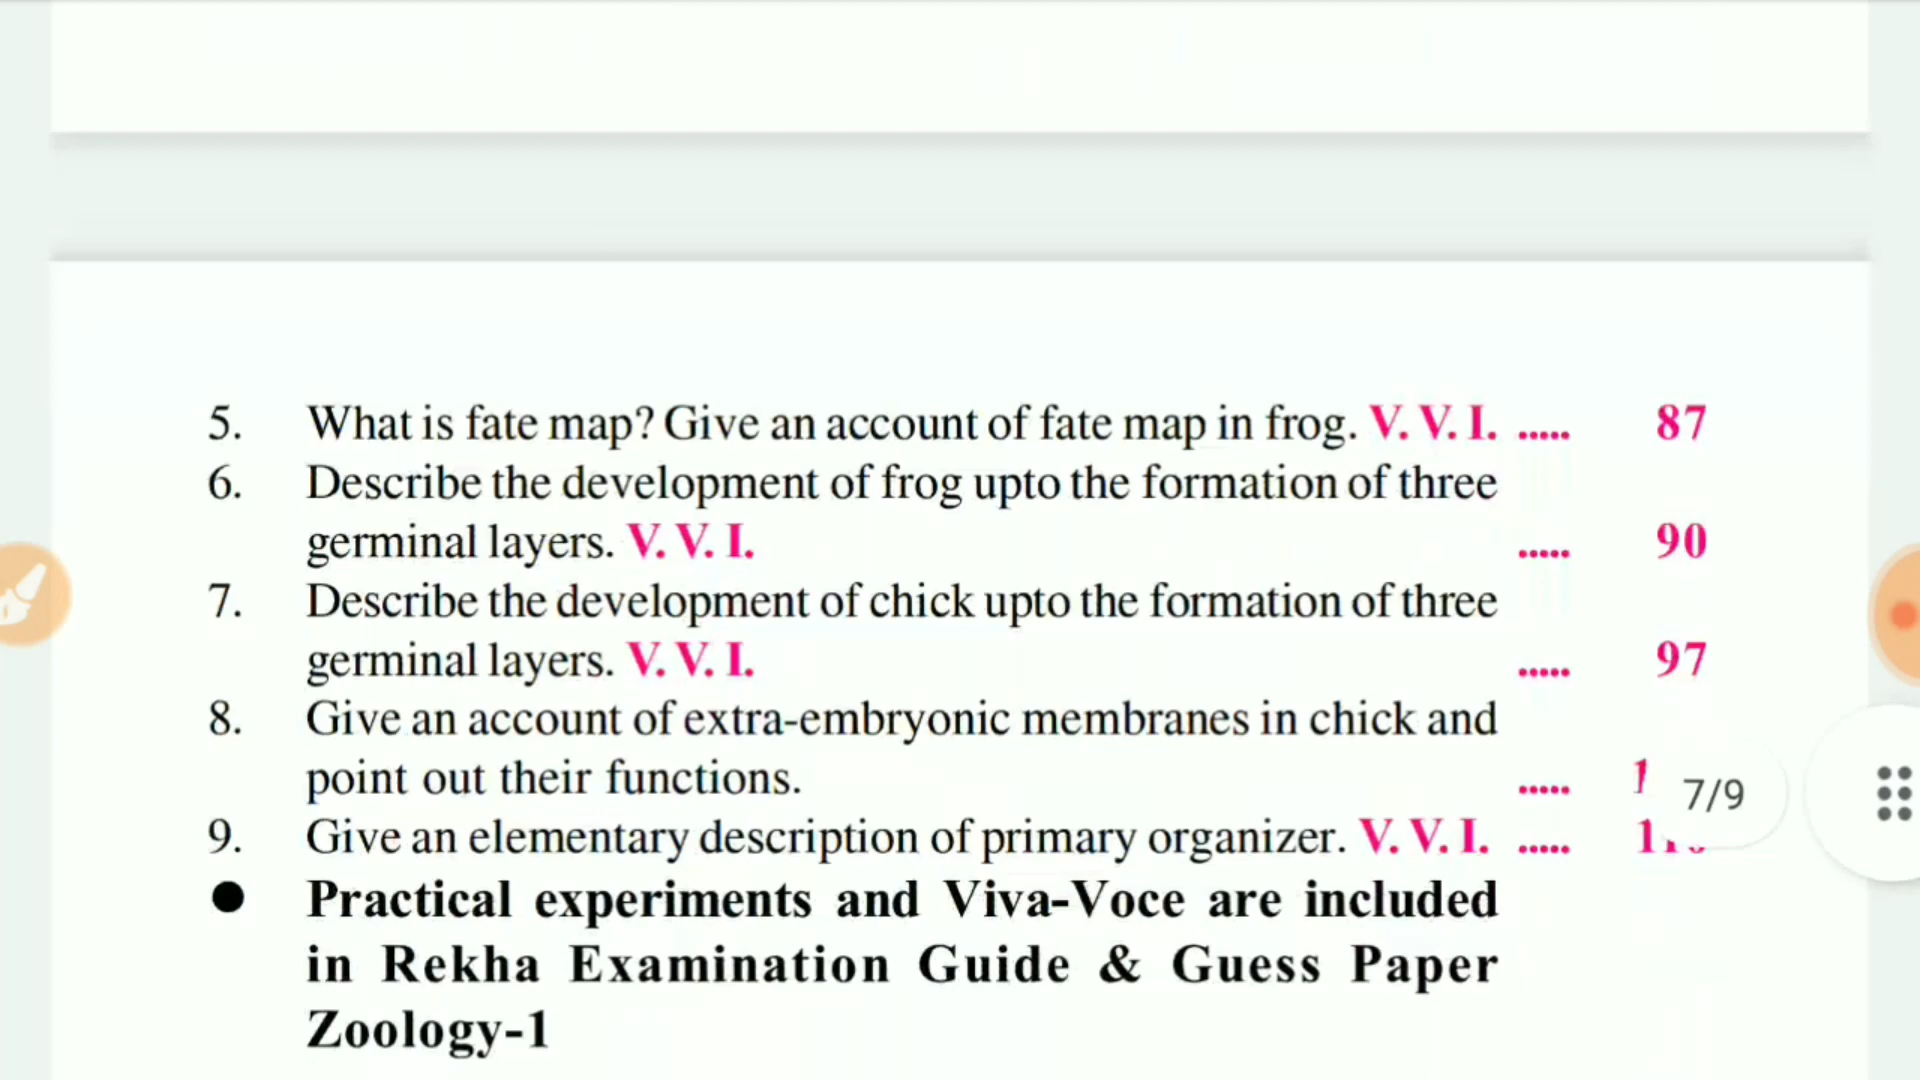 5. What is fate map? Give an account of fate map in frog. V. V. I. ..... 87
6. Describe the development of frog upto the formation of three
germinal layers. V. V. I. ..... 90
7. Describe the development of chick upto the formation of three
germinal layers. V. V. I. ..... 97
8. Give an account of extra-embryonic membranes in chick and
point out their functions. .....
7/9
9. Give an elementary description of primary organizer. V. V. I. .....
● Practical experiments and Viva-Voce are included
in Rekha Examination Guide & Guess Paper
Zoology-1